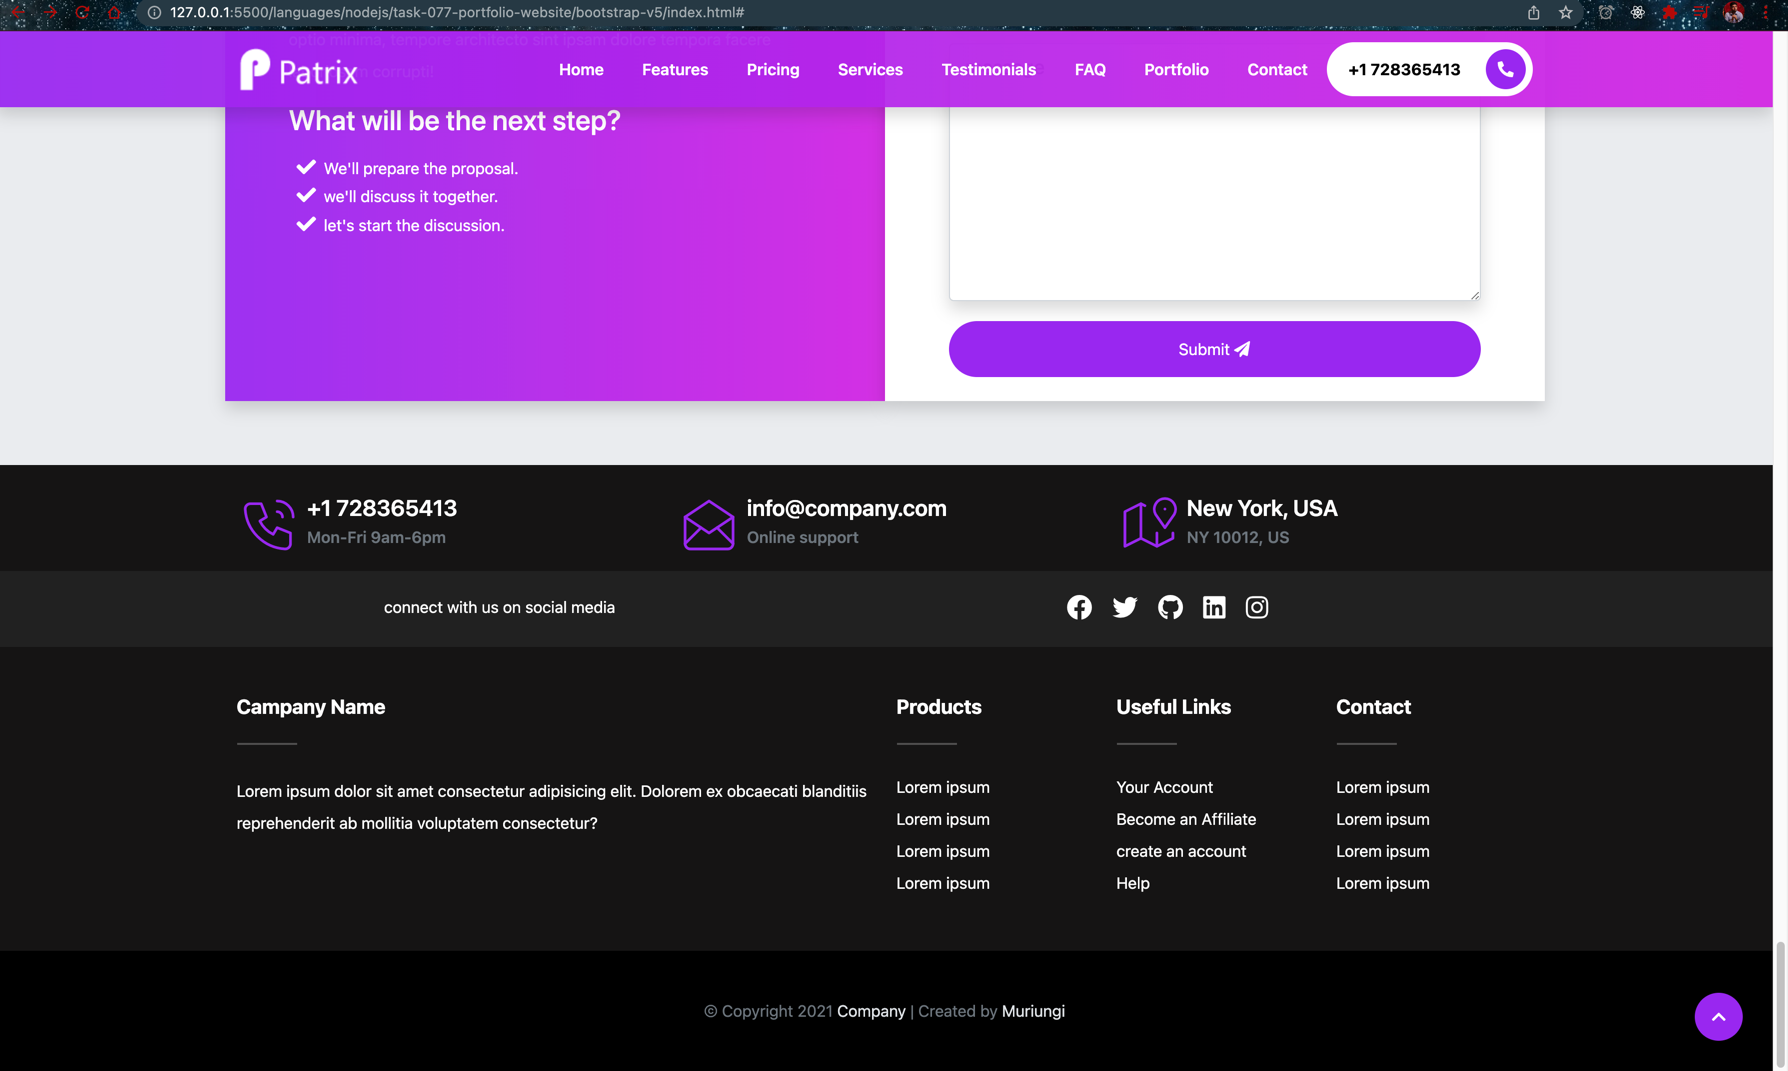 127.0.0.1:5500/languages/nodejs/task-077-portfolio-website/bootstrap-v5/index.html#
optio minima, tempore architecto sint ipsam dolore tempora facere
corrupti
Patrix
Home
Features
Pricing
Services
Testimonials
FAQ
Portfolio
Contact
+1 728365413
What will be the next step?
We'll prepare the proposal.
we'll discuss it together.
let's start the discussion.
Submit
+1 728365413
Mon-Fri 9am-6pm
info@company.com
Online support
New York, USA
NY 10012, US
connect with us on social media
Campany Name
Lorem ipsum dolor sit amet consectetur adipisicing elit. Dolorem ex obcaecati blanditiis
reprehenderit ab mollitia voluptatem consectetur?
Products
Lorem ipsum
Lorem ipsum
Lorem ipsum
Lorem ipsum
Useful Links
Your Account
Become an Affiliate
create an account
Help
Contact
Lorem ipsum
Lorem ipsum
Lorem ipsum
Lorem ipsum
© Copyright 2021 Company | Created by Muriungi